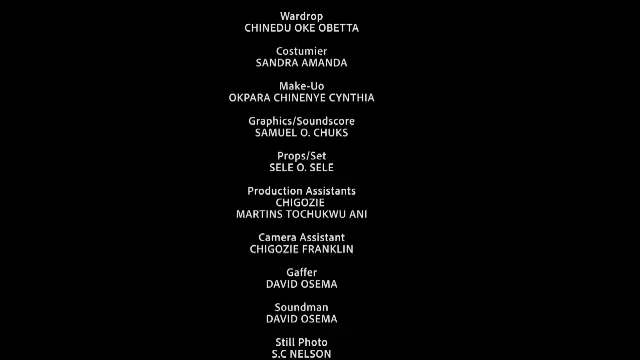 Wardrop
CHINEDU OKE OBETTA
Costumier
SANDRA AMANDA
Make-Uo
OKPARA CHINENYE CYNTHIA
Graphics/Soundscore
SAMUEL O. CHUKS
Props/Set
SELE O. SELE
Production Assistants
CHIGOZIE
MARTINS TOCHUKWU ANI
Camera Assistant
CHIGOZIE FRANKLIN
Gaffer
DAVID OSEMA
Soundman
DAVID OSEMA
Still Photo
S.C NELSON